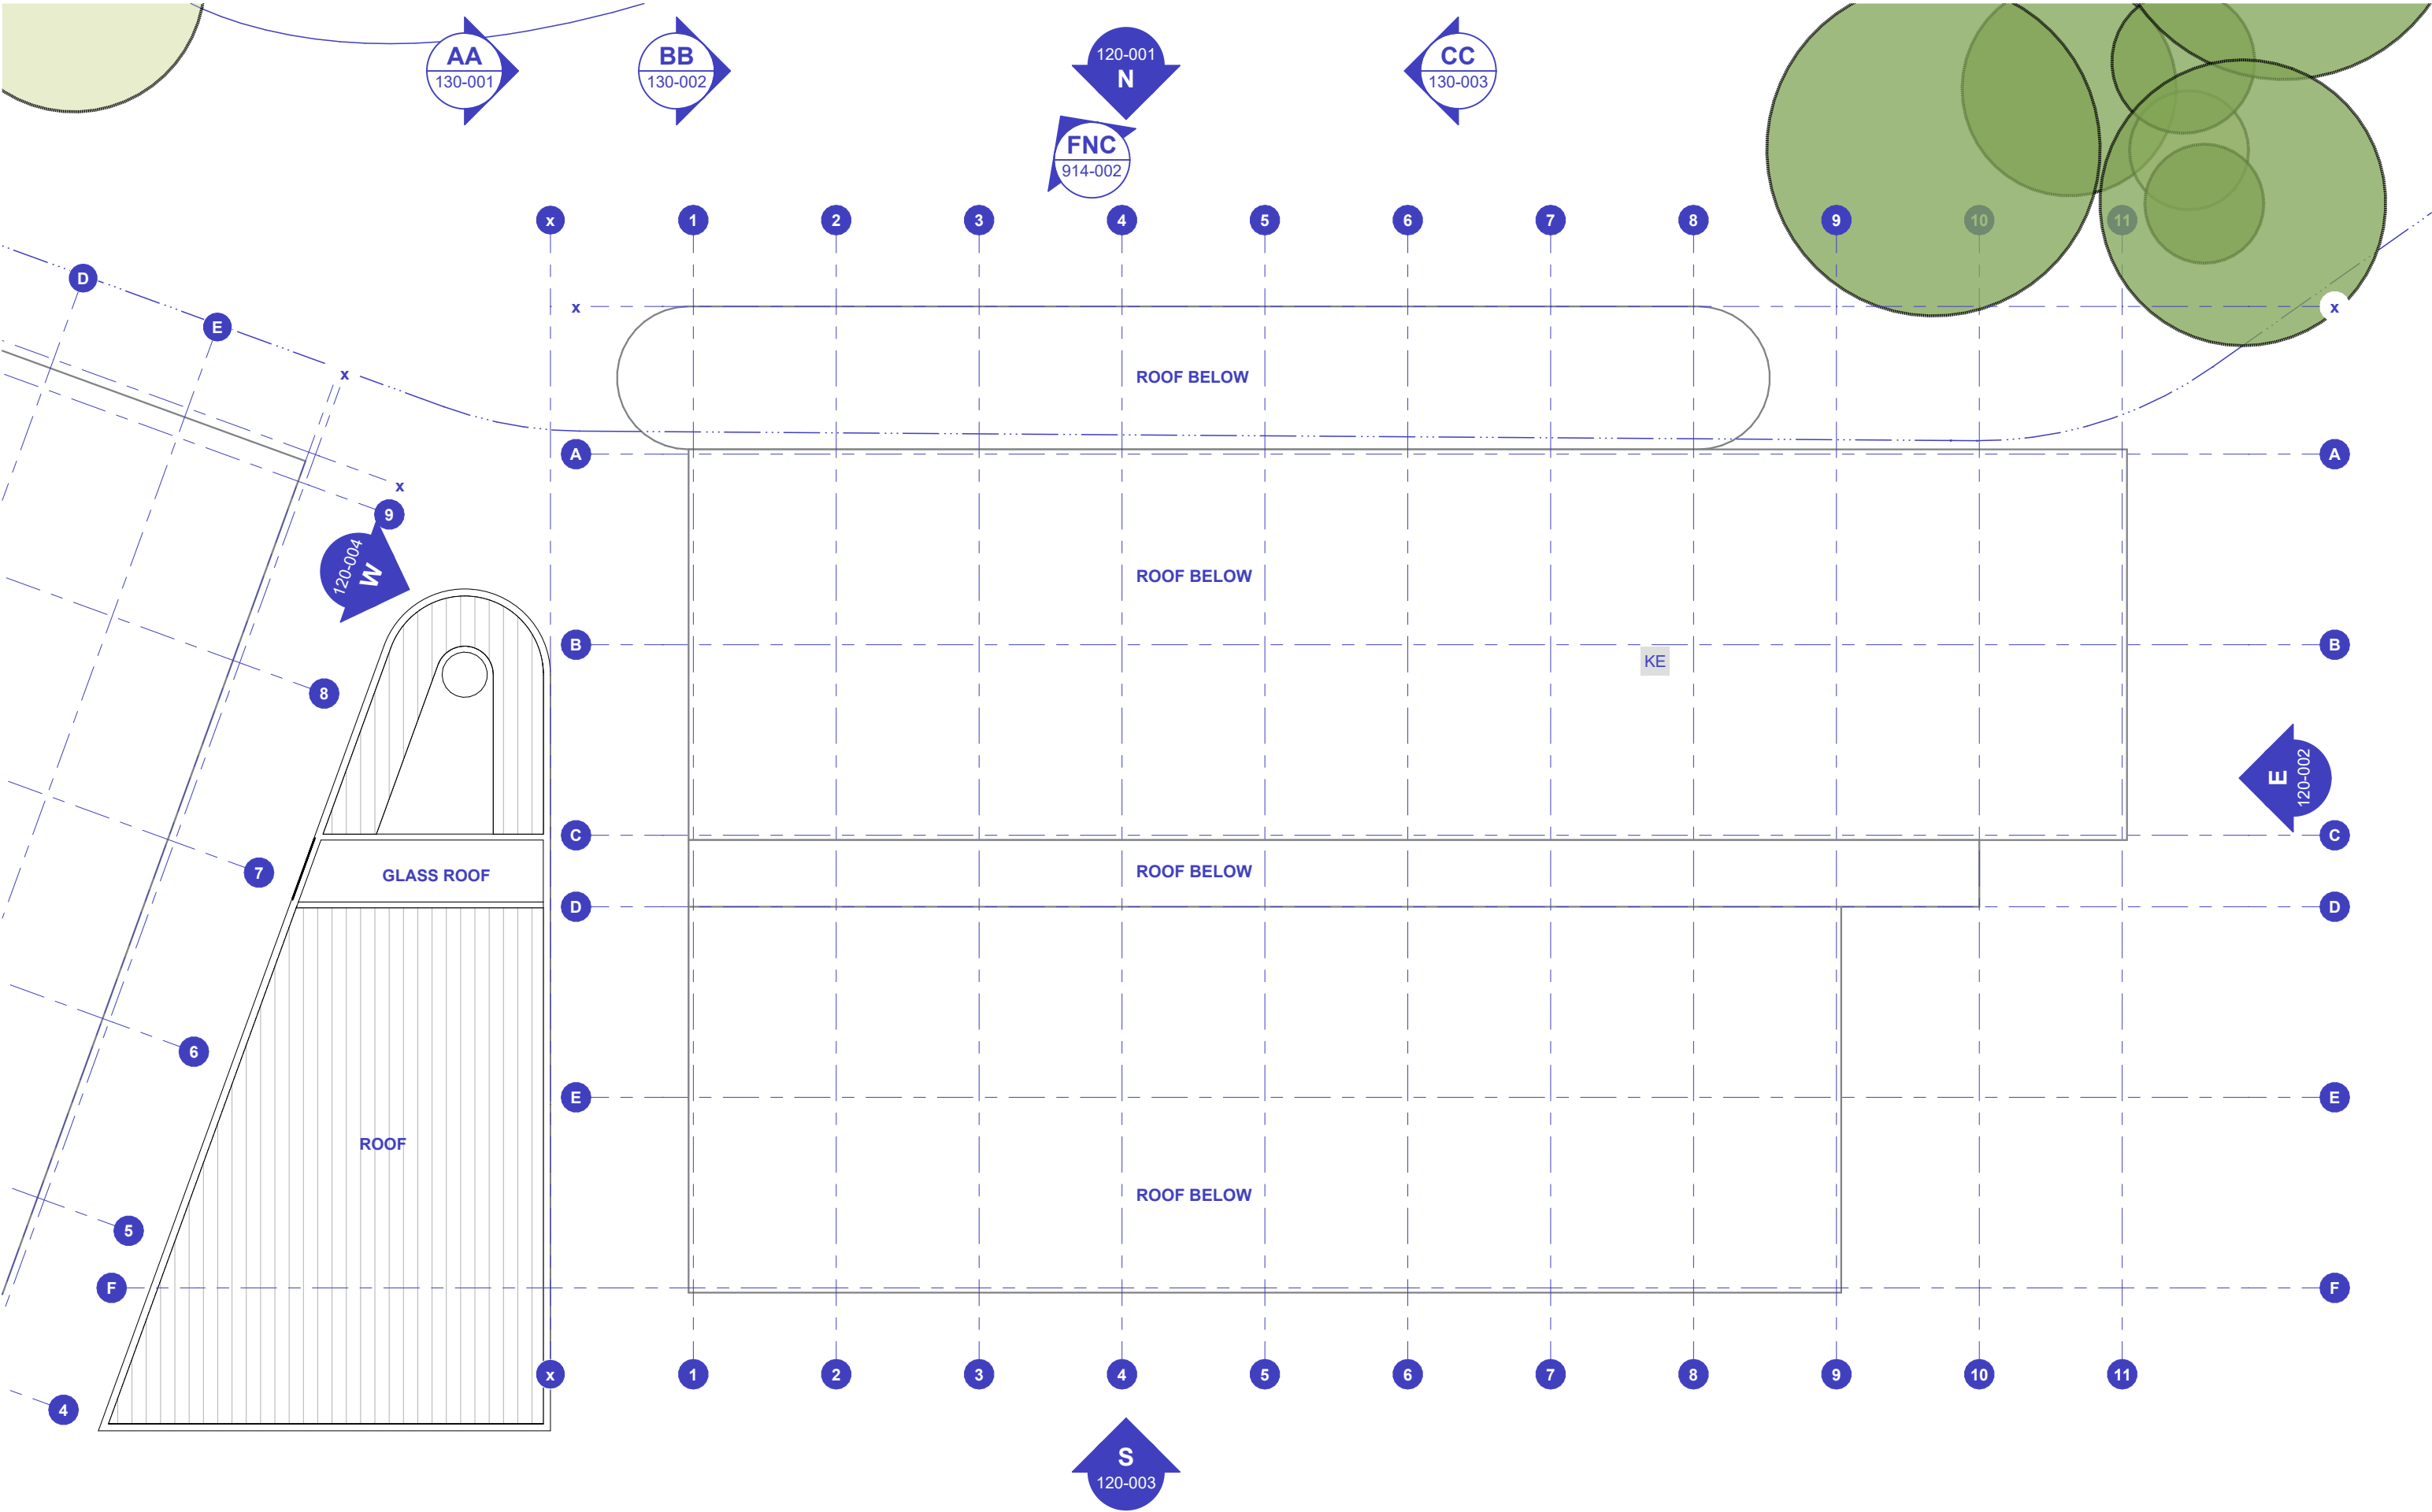 AA
130-001
BB
130-002
120-001
N
CC
130-003
FNC
914-002
x 1 2 3 4 5 6 7 8 9 10 11
D
E
x
x
ROOF BELOW
x
A
A
x
9
120-004
W
ROOF BELOW
B
B
KE
8
E
120-002
C
C
7
GLASS ROOF
ROOF BELOW
D
D
6
E
E
ROOF
ROOF BELOW
5
F
F
x 1 2 3 4 5 6 7 8 9 10 11
4
S
120-003